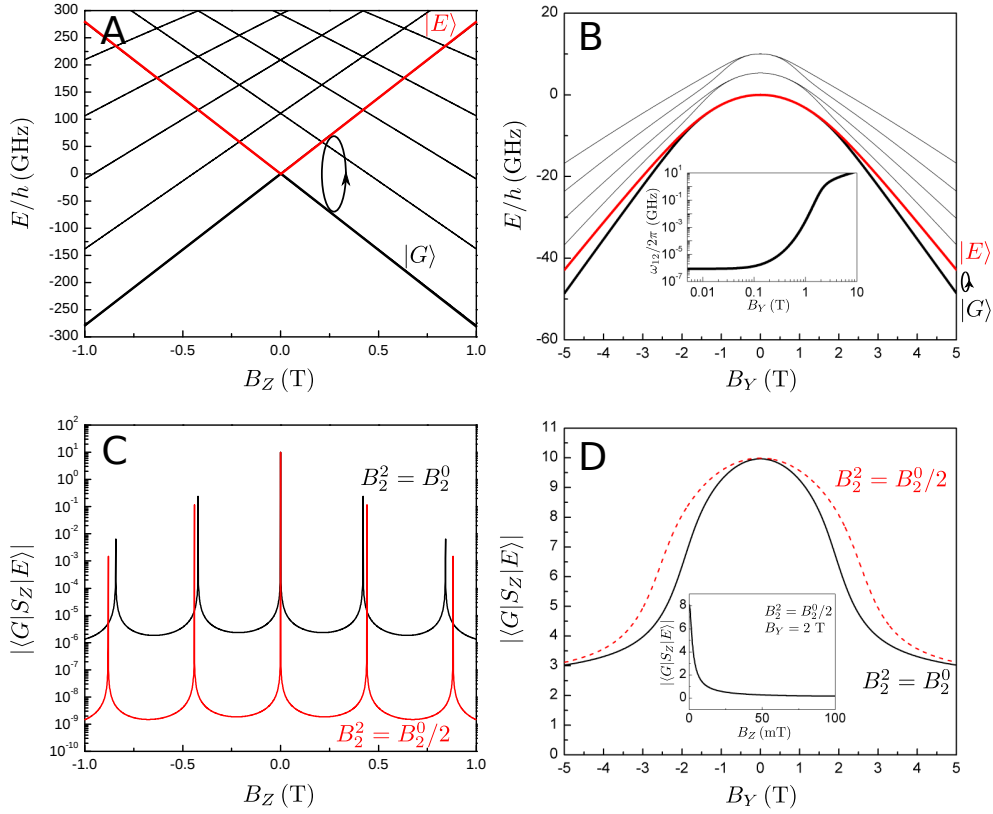 A
|E⟩
|G⟩
E/h (GHz)
300
250
200
150
100
50
0
-50
-100
-150
-200
-250
-300
-1.0 -0.5 0.0 0.5 1.0
B_Z (T)
B
E/h (GHz)
20
0
-20
-40
-60
-5 -4 -3 -2 -1 0 1 2 3 4 5
B_Y (T)
|E⟩
|G⟩
ω_12/2π (GHz)
10^1
10^-1
10^-3
10^-5
10^-7
0.01 0.1 1 10
B_Y (T)
C
B_2^2 = B_2^0
B_2^2 = B_2^0/2
|⟨G|S_Z|E⟩|
10^2
10^1
10^0
10^-1
10^-2
10^-3
10^-4
10^-5
10^-6
10^-7
10^-8
10^-9
10^-10
-1.0 -0.5 0.0 0.5 1.0
B_Z (T)
D
B_2^2 = B_2^0/2
B_2^2 = B_2^0
|⟨G|S_Z|E⟩|
11
10
9
8
7
6
5
4
3
2
1
0
-5 -4 -3 -2 -1 0 1 2 3 4 5
B_Y (T)
B_2^2 = B_2^0/2
B_Y = 2 T
|⟨G|S_Z|E⟩|
8
6
4
2
0
0 50 100
B_Z (mT)